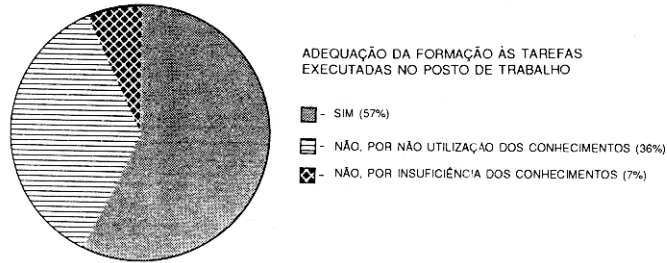 ADEQUAÇÃO DA FORMAÇÃO ÀS TAREFAS
EXECUTADAS NO POSTO DE TRABALHO
- SIM (57%)
- NÃO, POR NÃO UTILIZAÇÃO DOS CONHECIMENTOS (36%)
- NÃO, POR INSUFICIÊNCIA DOS CONHECIMENTOS (7%)